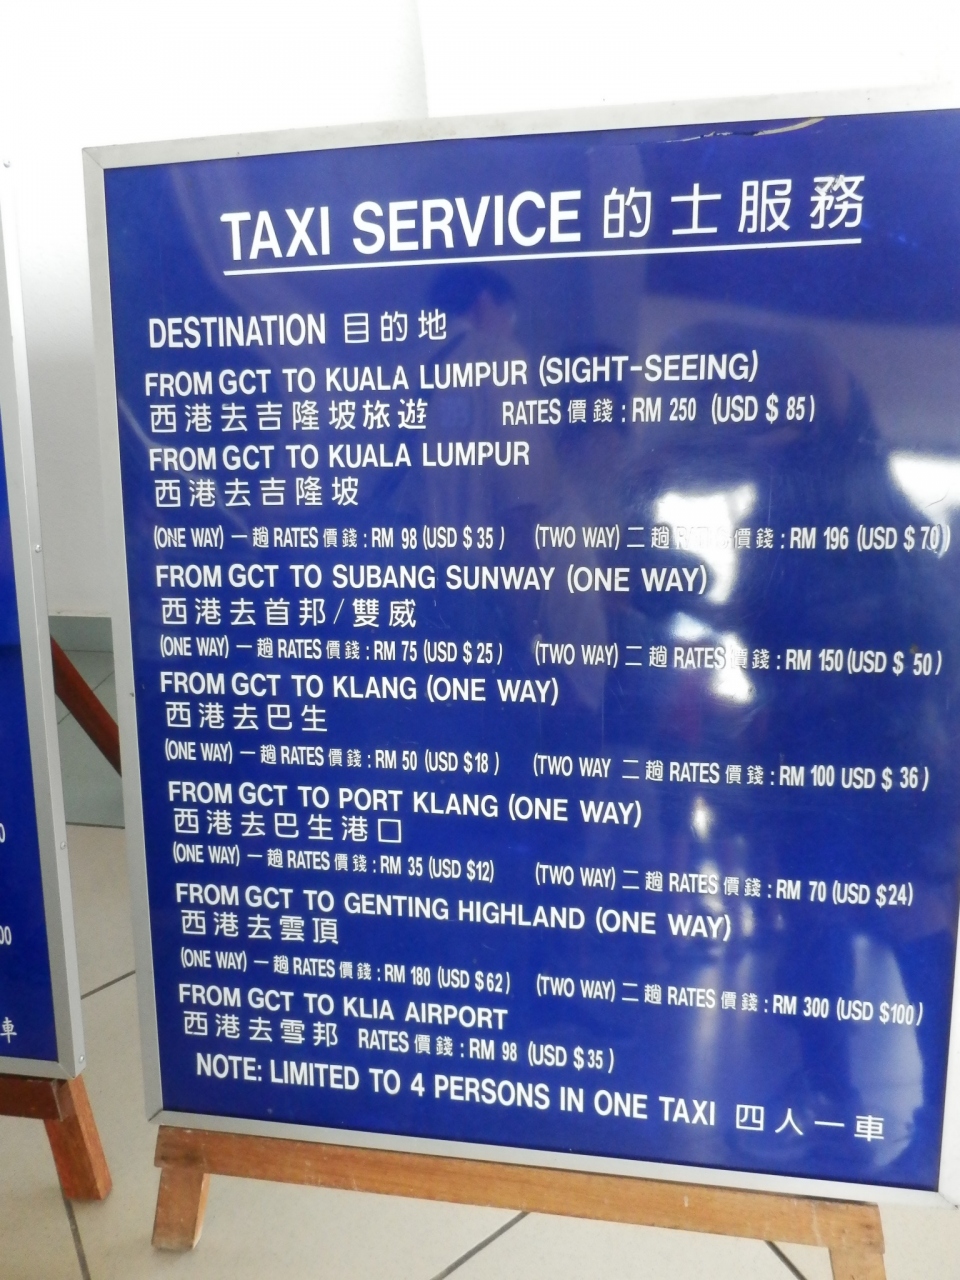 TAXI SERVICE 的士服務
DESTINATION 目的地
FROM GCT TO KUALA LUMPUR (SIGHT-SEEING)
西港去吉隆坡旅遊 RATES 價錢 : RM 250 (USD $ 85)
FROM GCT TO KUALA LUMPUR
西港去吉隆坡
(ONE WAY) 一趟 RATES 價錢 : RM 98 (USD $ 35) (TWO WAY) 二趟 RATES 價錢 : RM 196 (USD $ 70)
FROM GCT TO SUBANG SUNWAY (ONE WAY)
西港去首邦/雙威
(ONE WAY) 一趟 RATES 價錢 : RM 75 (USD $ 25) (TWO WAY) 二趟 RATES 價錢 : RM 150 (USD $ 50)
FROM GCT TO KLANG (ONE WAY)
西港去巴生
(ONE WAY) 一趟 RATES 價錢 : RM 50 (USD $18) (TWO WAY 二趟 RATES 價錢 : RM 100 USD $ 36)
FROM GCT TO PORT KLANG (ONE WAY)
西港去巴生港口
(ONE WAY) 一趟 RATES 價錢 : RM 35 (USD $12) (TWO WAY) 二趟 RATES 價錢 : RM 70 (USD $24)
FROM GCT TO GENTING HIGHLAND (ONE WAY)
西港去雲頂
(ONE WAY) 一趟 RATES 價錢 : RM 180 (USD $62) (TWO WAY) 二趟 RATES 價錢 : RM 300 (USD $100)
FROM GCT TO KLIA AIRPORT
西港去雪邦 RATES 價錢 : RM 98 (USD $35)
NOTE: LIMITED TO 4 PERSONS IN ONE TAXI 四人一車
車